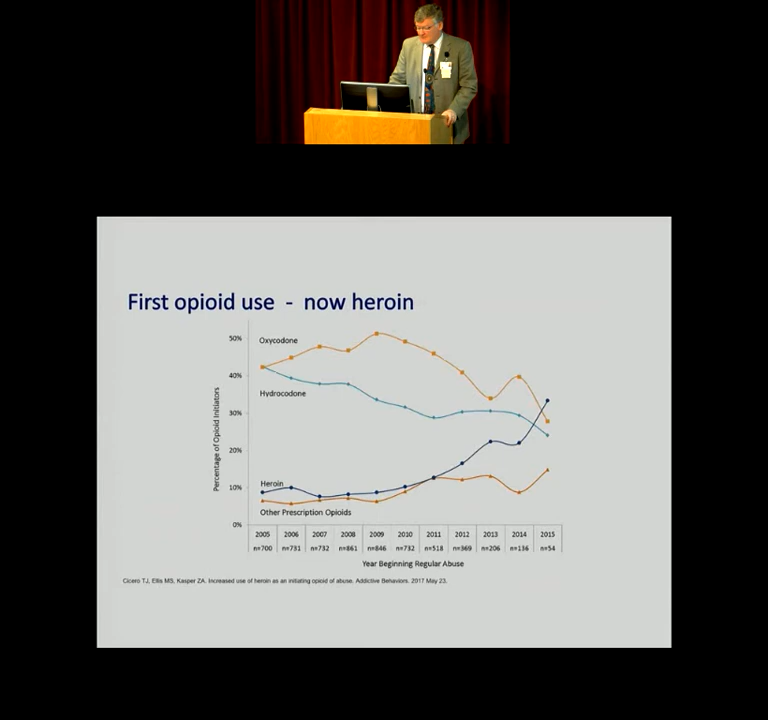 First opioid use - now heroin
50%
Oxycodone
40%
Hydrocodone
30%
20%
Heroin
10%
Other Prescription Opioids
0%
Percentage of Opioid Initiators
2005 2006 2007 2008 2009 2010 2011 2012 2013 2014 2015
n=700 n=731 n=732 n=861 n=846 n=732 n=518 n=369 n=206 n=136 n=54
Year Beginning Regular Abuse
Cicero TJ, Ellis MS, Kasper ZA. Increased use of heroin as an initiating opioid of abuse. Addictive Behaviors. 2017 May 23.